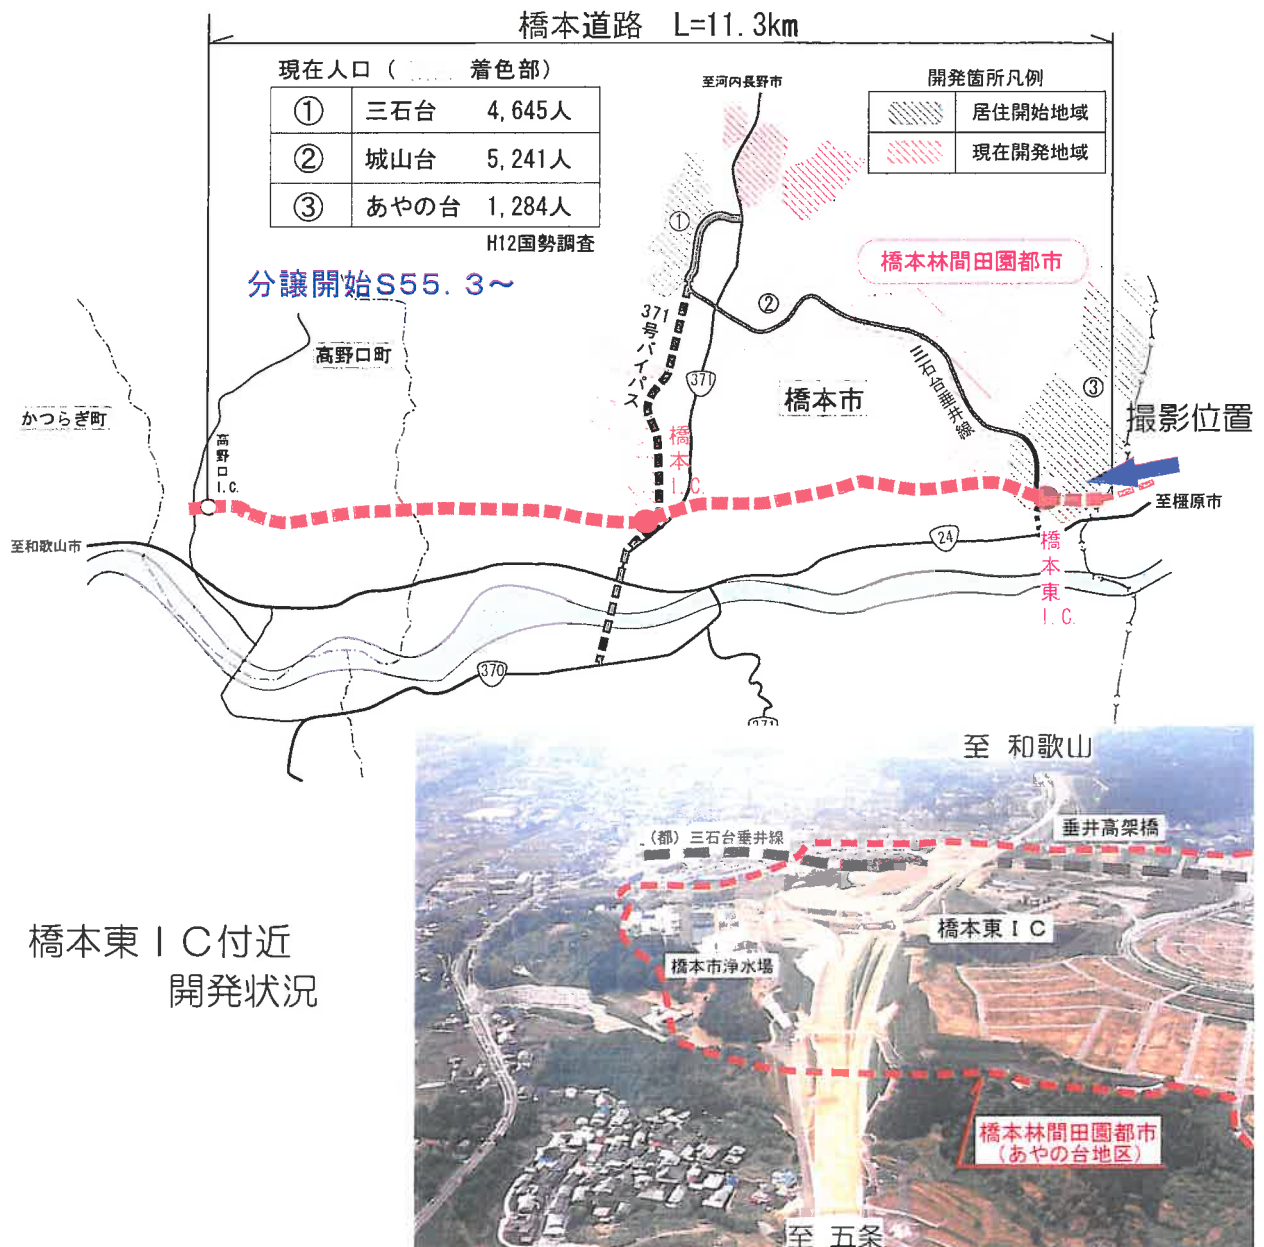 橋本道路 L=11.3km
現在人口（ 着色部）
① 三石台 4,645人
② 城山台 5,241人
③ あやの台 1,284人
H12国勢調査
分譲開始S55.3～
至河内長野市
開発箇所凡例
居住開始地域
現在開発地域
橋本林間田園都市
①
②
③
371号バイパス
371
高野口町
かつらぎ町
高野口I.C.
橋本市
三石台垂井線
撮影位置
橋本I.C.
至橿原市
至和歌山市
24
橋本東I.C.
370
371
至 和歌山
（都）三石台垂井線
垂井高架橋
橋本東ＩＣ
橋本市浄水場
橋本東ＩＣ付近
開発状況
橋本林間田園都市
（あやの台地区）
至 五条